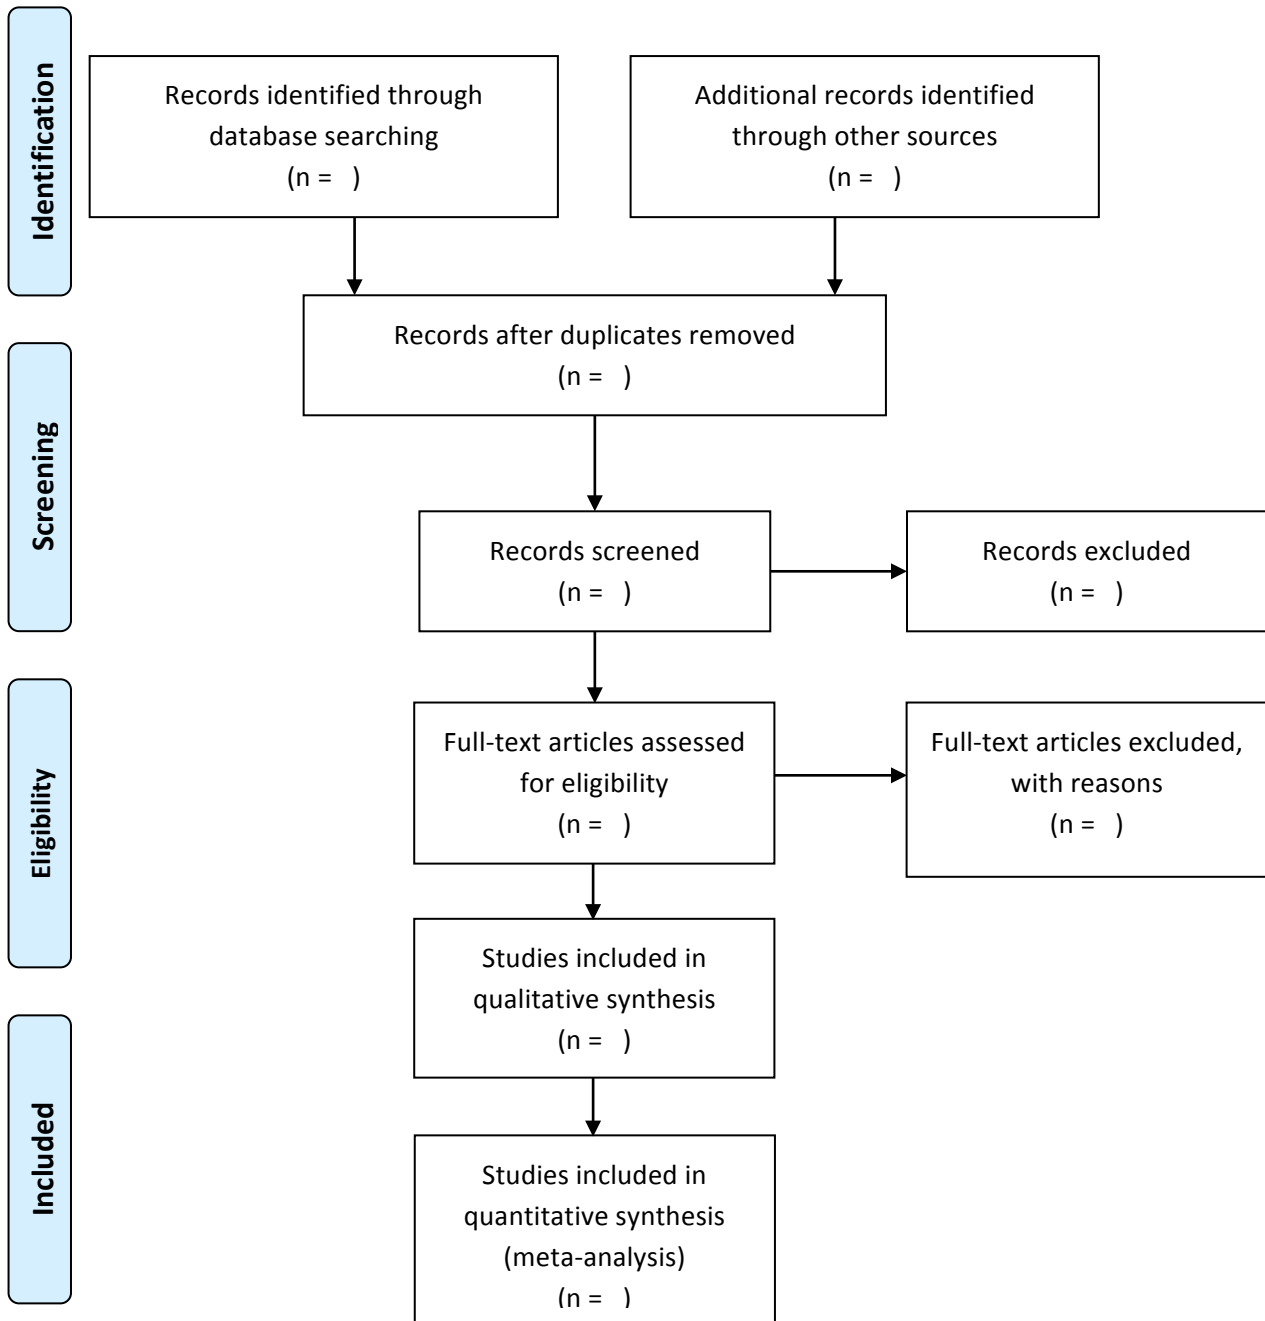 Identification
Records identified through
database searching
(n =   )
Additional records identified
through other sources
(n =   )
Records after duplicates removed
(n =   )
Screening
Records screened
(n =   )
Records excluded
(n =   )
Eligibility
Full-text articles assessed
for eligibility
(n =   )
Full-text articles excluded,
with reasons
(n =   )
Studies included in
qualitative synthesis
(n =   )
Included
Studies included in
quantitative synthesis
(meta-analysis)
(n =   )